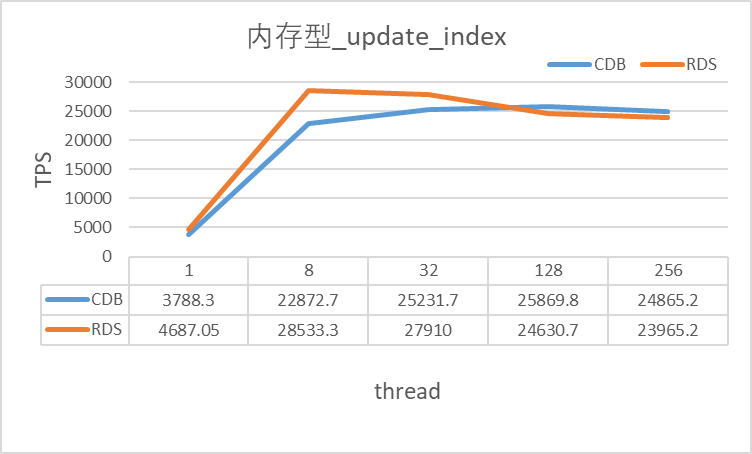 内存型_update_index
CDB RDS
30000
25000
20000
15000
10000
5000
0
TPS
1 8 32 128 256
CDB 3788.3 22872.7 25231.7 25869.8 24865.2
RDS 4687.05 28533.3 27910 24630.7 23965.2
thread